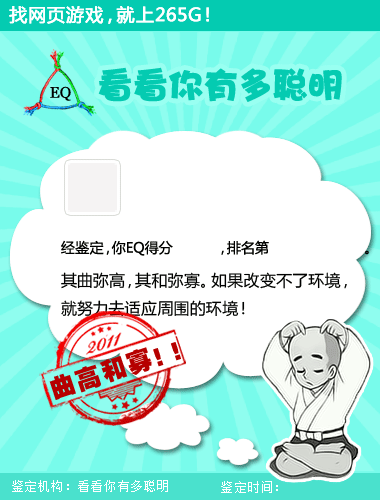 找网页游戏，就上265G！
EQ
看看你有多聪明
经鉴定，你EQ得分 ，排名第 。
其曲弥高，其和弥寡。如果改变不了环境，
就努力去适应周围的环境！
2011
曲高和寡！！
鉴定机构：看看你有多聪明 鉴定时间：